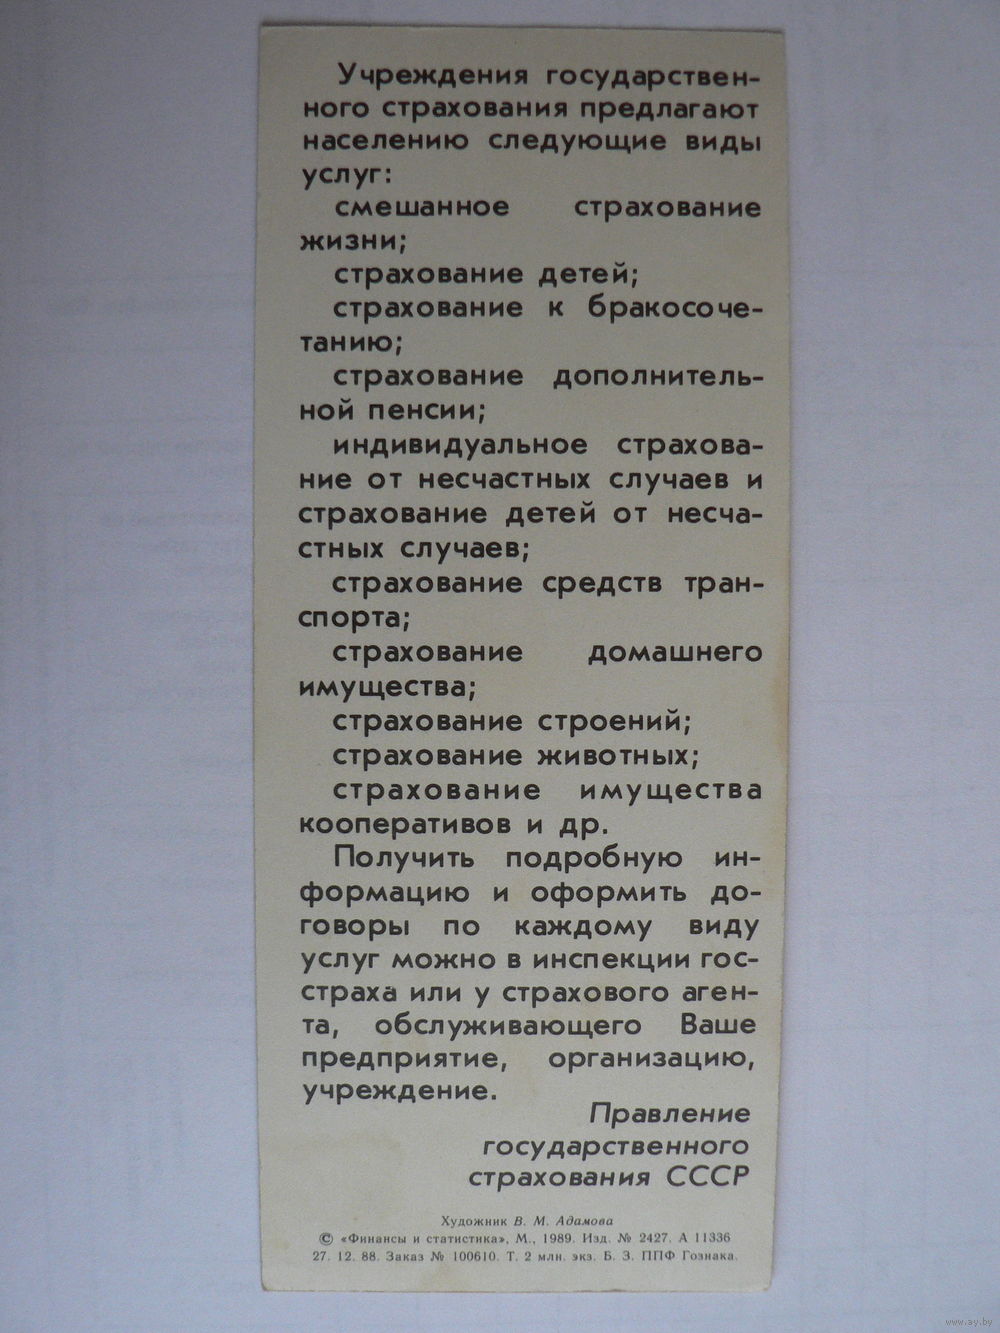 Учреждения государствен-
ного страхования предлагают
населению следующие виды
услуг:
смешанное страхование
жизни;
страхование детей;
страхование к бракосоче-
танию;
страхование дополнитель-
ной пенсии;
индивидуальное страхова-
ние от несчастных случаев и
страхование детей от несча-
стных случаев;
страхование средств тран-
спорта;
страхование домашнего
имущества;
страхование строений;
страхование животных;
страхование имущества
кооперативов и др.
Получить подробную ин-
формацию и оформить до-
говоры по каждому виду
услуг можно в инспекции гос-
страха или у страхового аген-
та, обслуживающего Ваше
предприятие, организацию,
учреждение.
Правление
государственного
страхования СССР
Художник В. М. Адамова
© «Финансы и статистика», М., 1989. Изд. № 2427. А 11336
27. 12. 88. Заказ № 100610. Т. 2 млн. экз. Б. З. ППФ Гознака.
www.ay.by